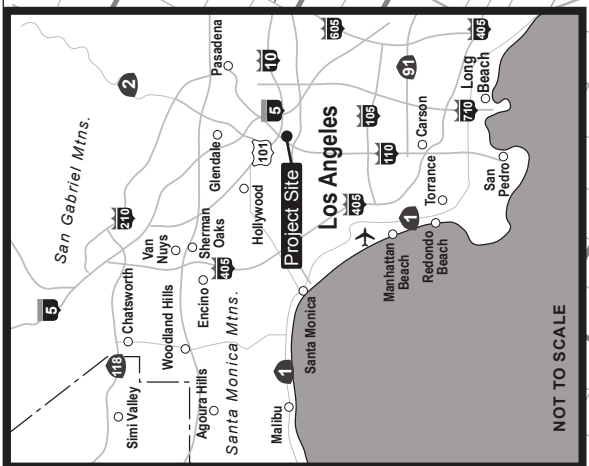 5
San Gabriel Mtns.
118
210
2
Simi Valley
Chatsworth
Van
Nuys
Woodland Hills
Agoura Hills
Encino
Sherman
Oaks
Glendale
Pasadena
405
Santa Monica Mtns.
Hollywood
101
10
Malibu
1
5
Project Site
Santa Monica
Los Angeles
605
405
105
110
Manhattan
Beach
1
91
Carson
Redondo
Beach
Torrance
710
Long
Beach
405
San
Pedro
NOT TO SCALE